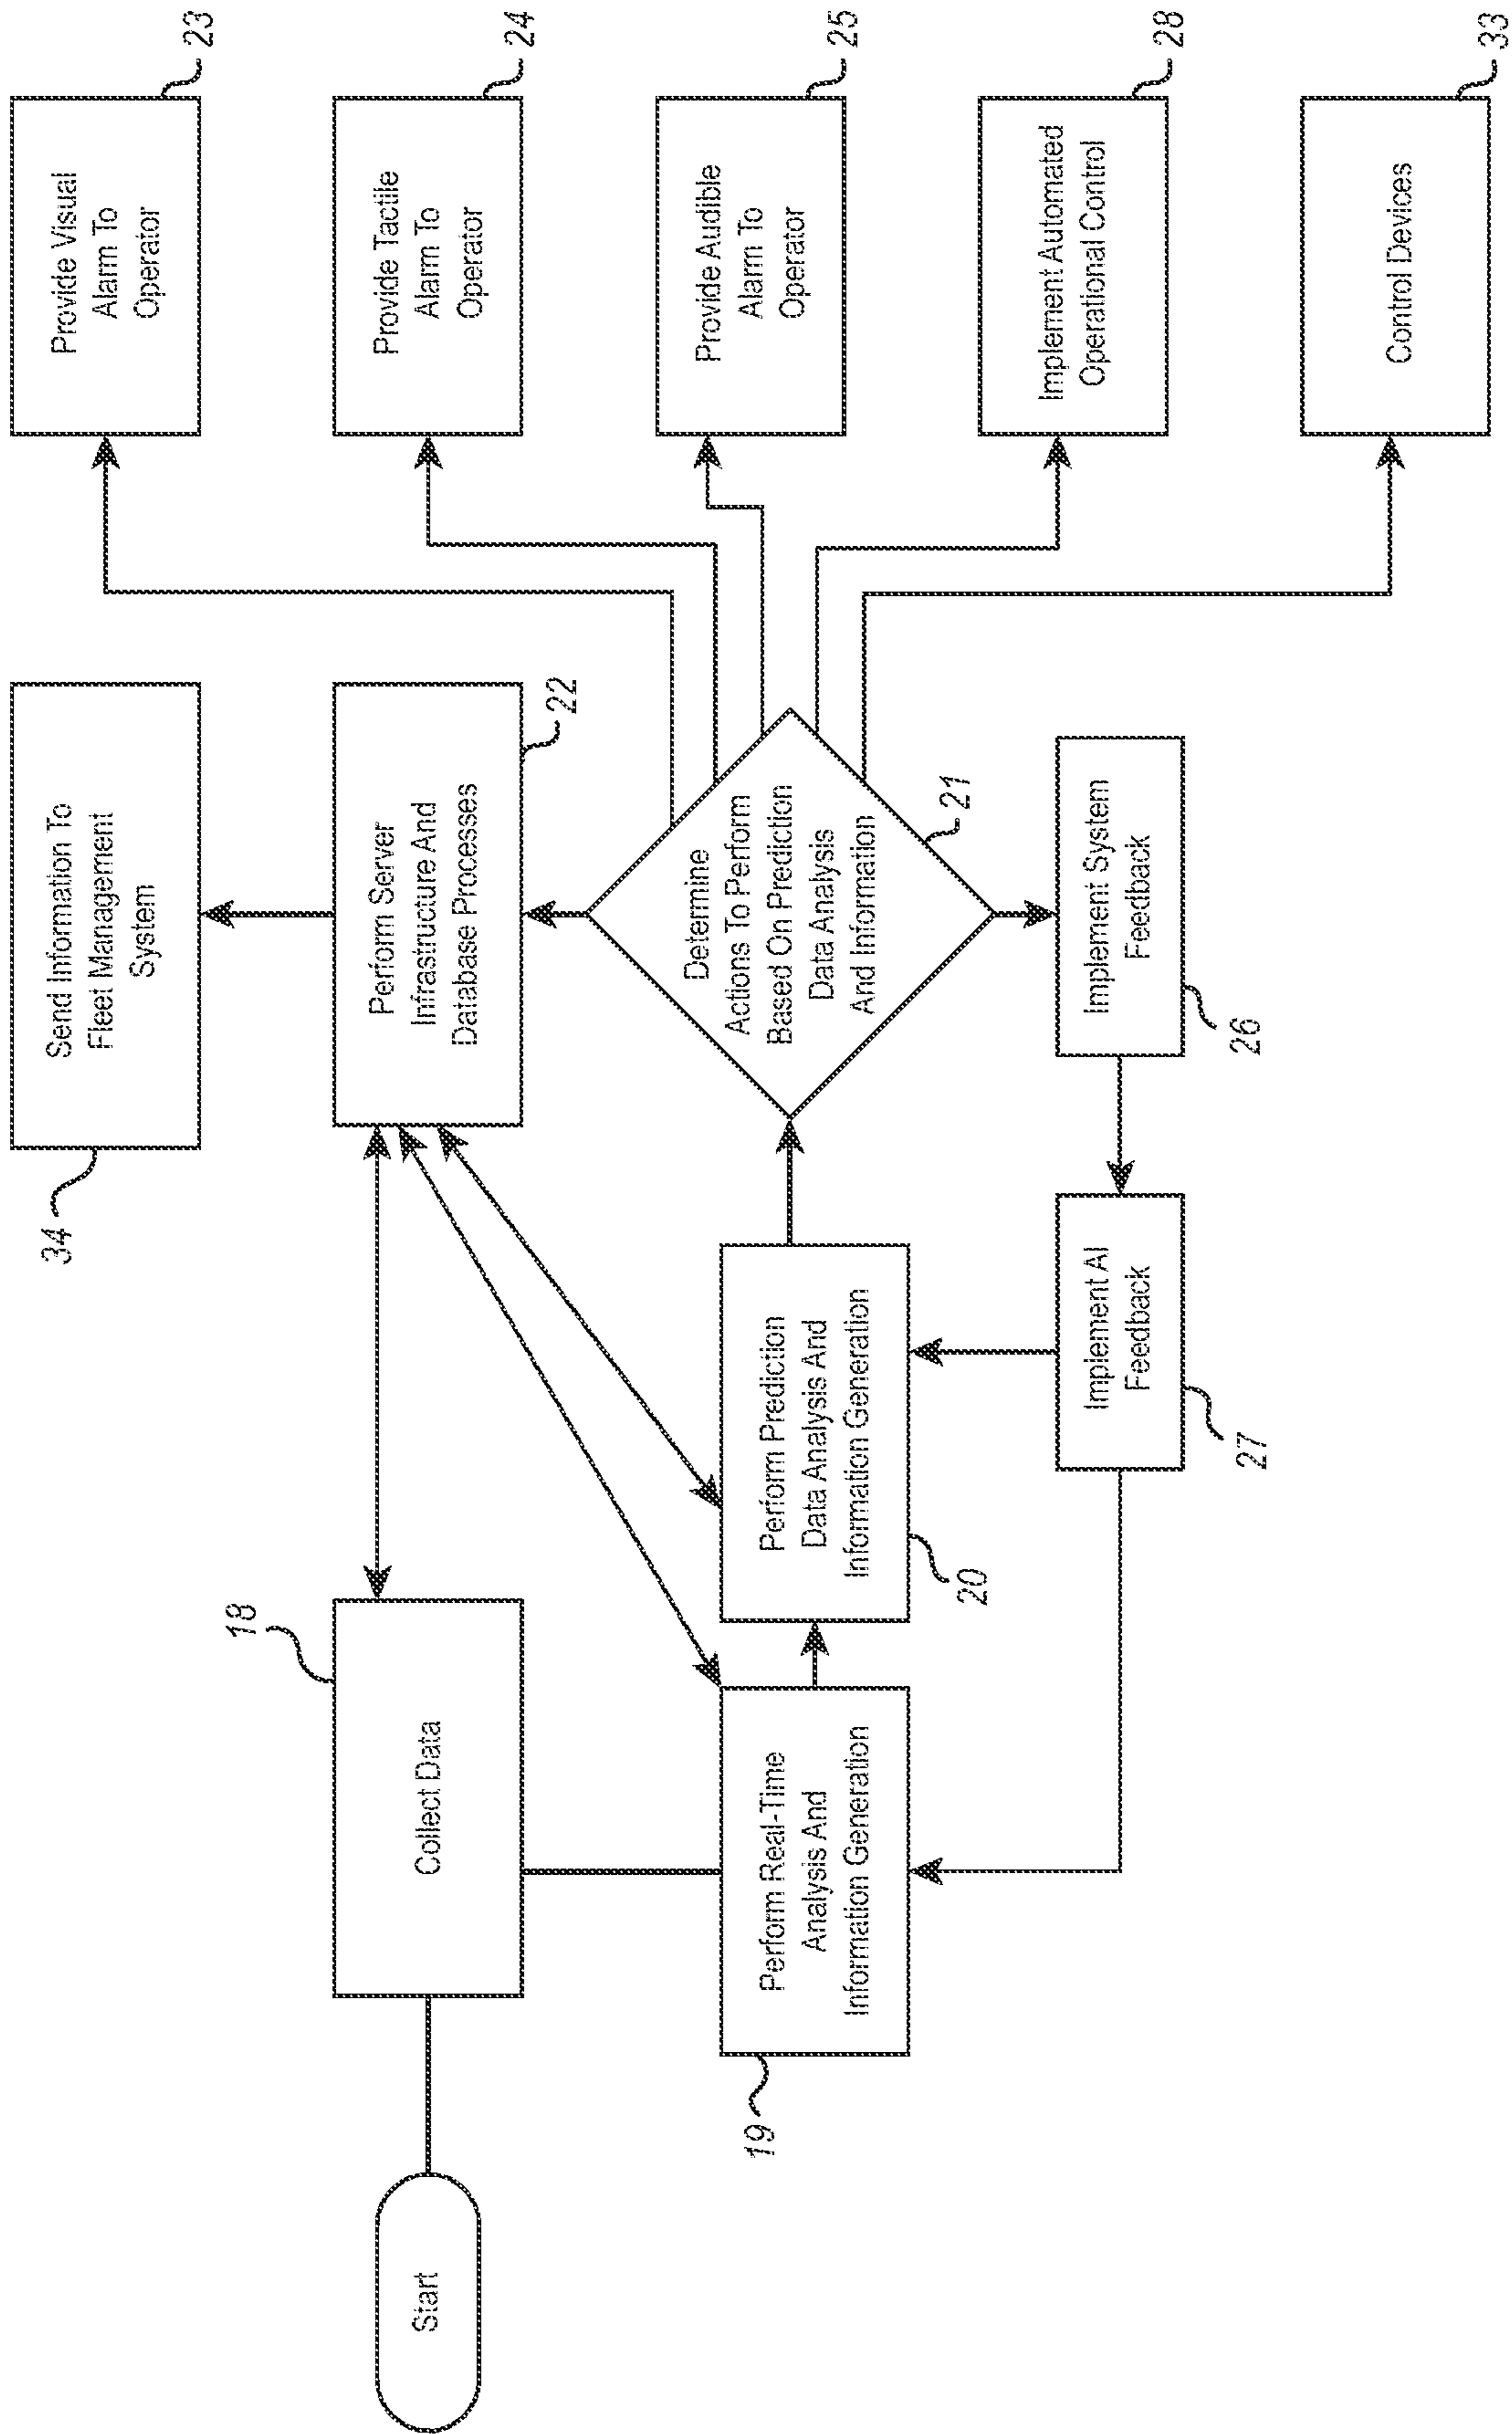 Start
Collect Data
18
Perform Real-Time
Analysis And
Information Generation
19
Perform Prediction
Data Analysis And
Information Generation
20
Send Information To
Fleet Management
System
34
Perform Server
Infrastructure And
Database Processes
22
Determine
Actions To Perform
Based On Prediction
Data Analysis
And Information
21
Implement System
Feedback
26
Implement AI
Feedback
27
Provide Visual
Alarm To
Operator
23
Provide Tactile
Alarm To
Operator
24
Provide Audible
Alarm To
Operator
25
Implement Automated
Operational Control
28
Control Devices
33